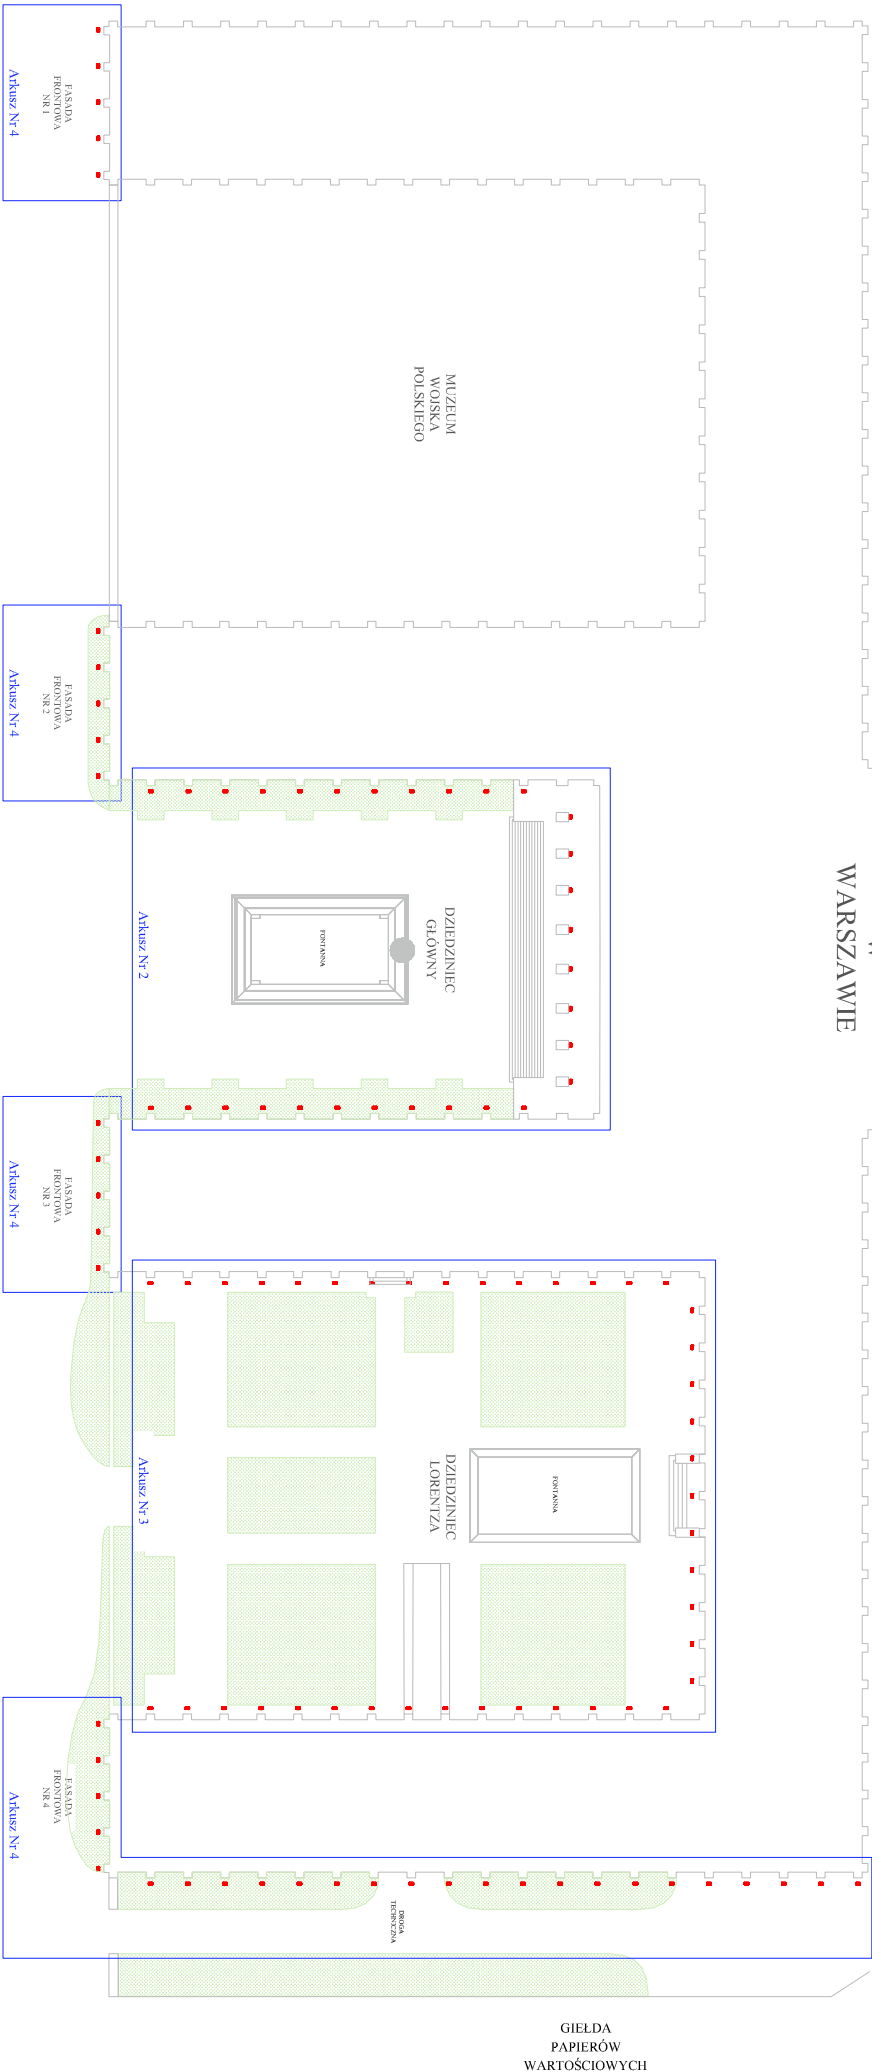 FASADA
FRONTOWA
NR 1
Arkusz Nr 4
MUZEUM
WOJSKA
POLSKIEGO
FASADA
FRONTOWA
NR 2
Arkusz Nr 4
W
WARSZAWIE
DZIEDZINIEC
GŁÓWNY
FONTANNA
Arkusz Nr 2
FASADA
FRONTOWA
NR 3
Arkusz Nr 4
DZIEDZINIEC
LORENTZA
FONTANNA
Arkusz Nr 3
FASADA
FRONTOWA
NR 4
Arkusz Nr 4
DROGA
TECHNICZNA
GIEŁDA
PAPIERÓW
WARTOŚCIOWYCH